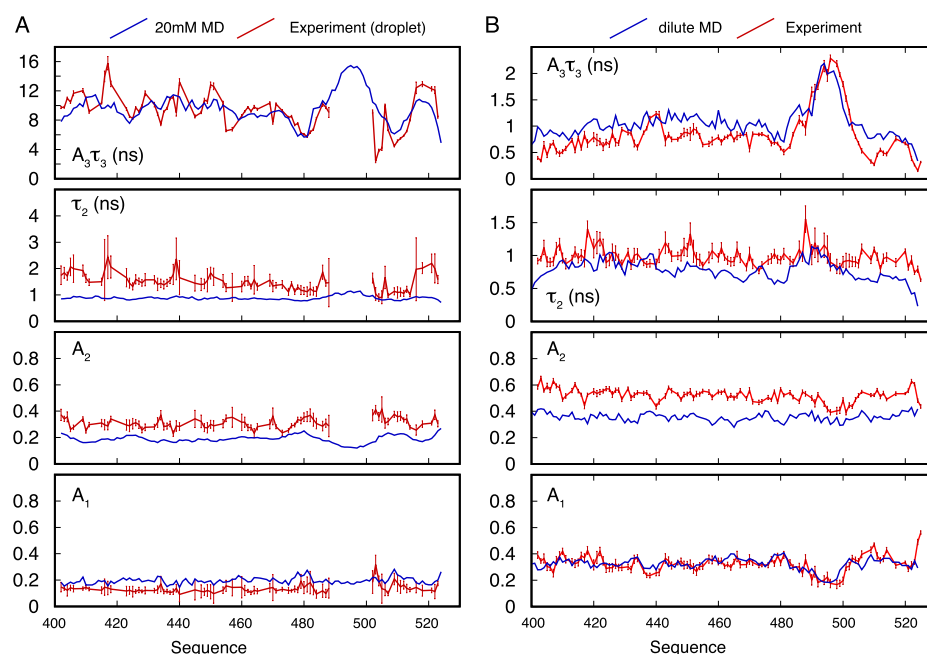 A
20mM MD
Experiment (droplet)
16
12
8
4
0
A3τ3 (ns)
τ2 (ns)
4
3
2
1
0
A2
0.8
0.6
0.4
0.2
0
A1
0.8
0.6
0.4
0.2
0
400 420 440 460 480 500 520
Sequence
B
dilute MD
Experiment
A3τ3 (ns)
2
1.5
1
0.5
0
1.5
1
0.5
0
τ2 (ns)
A2
0.8
0.6
0.4
0.2
0
A1
0.8
0.6
0.4
0.2
0
400 420 440 460 480 500 520
Sequence